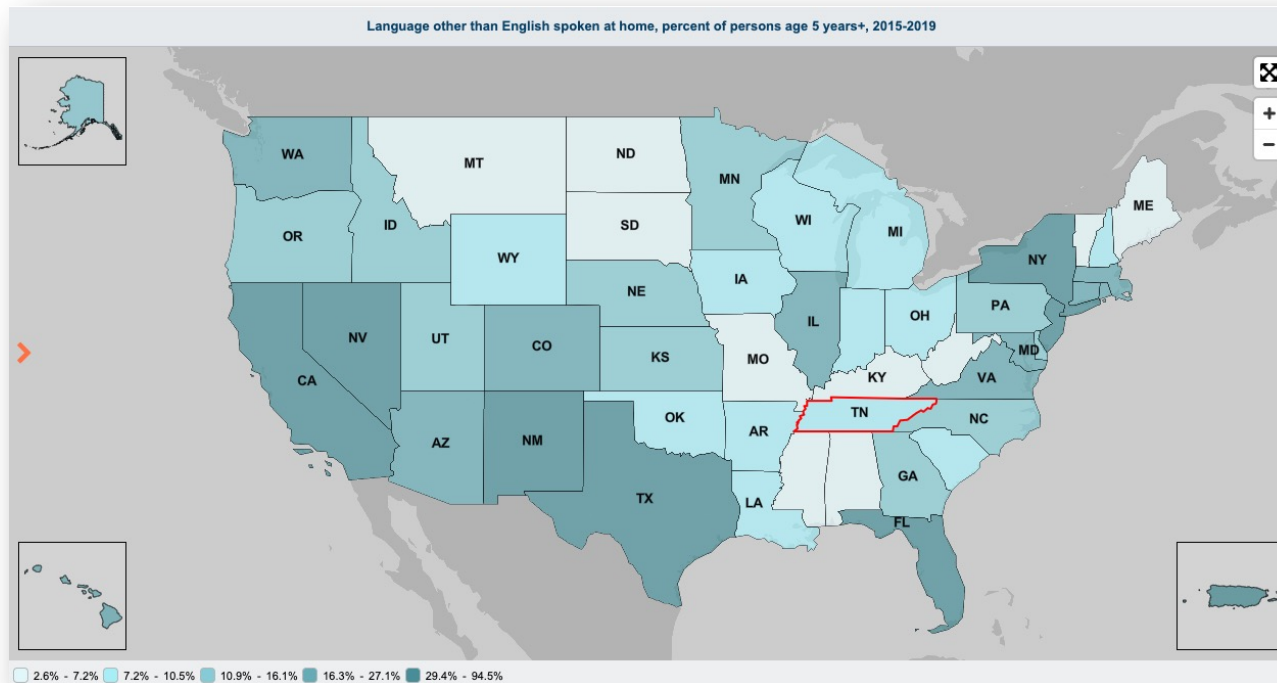 Language other than English spoken at home, percent of persons age 5 years+, 2015-2019
+
−
WA
MT
ND
MN
ME
OR
ID
SD
WI
MI
WY
NY
IA
NE
PA
NV
UT
CO
IL
OH
KS
MO
MD
CA
KY
VA
TN
NC
OK
AR
AZ
NM
GA
TX
LA
FL
2.6% - 7.2% 7.2% - 10.5% 10.9% - 16.1% 16.3% - 27.1% 29.4% - 94.5%